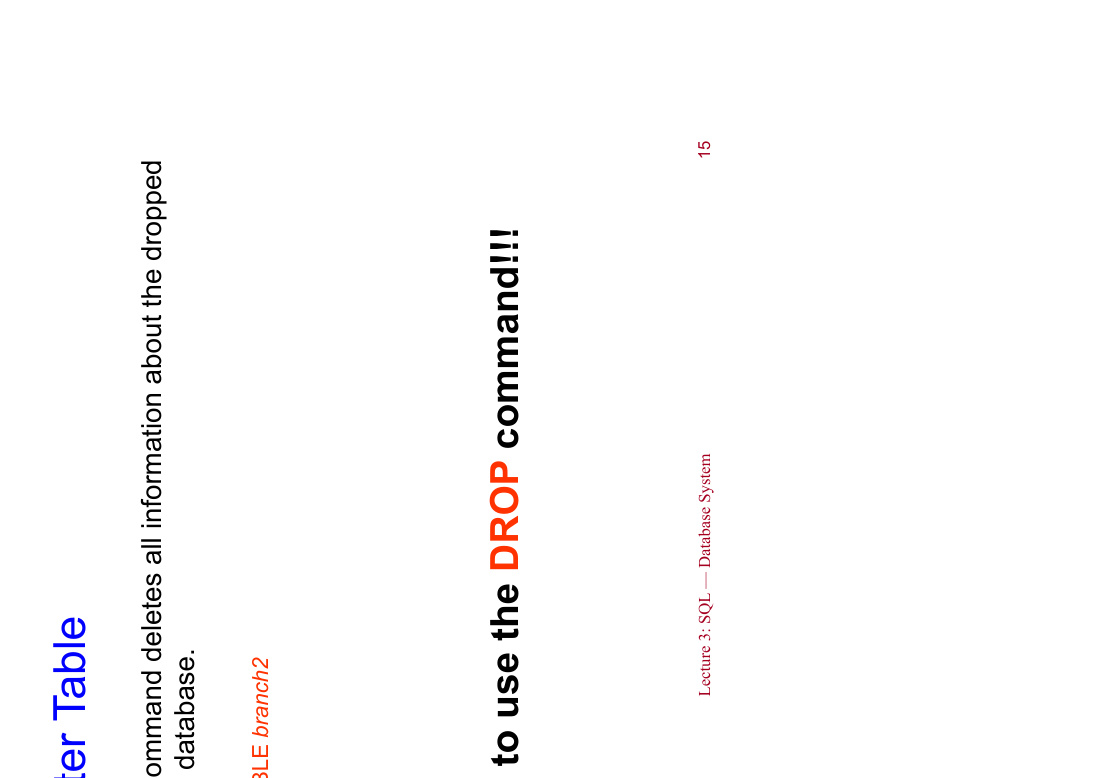 ter Table
ommand deletes all information about the dropped
database.
BLE branch2
to use the DROP command!!!
Lecture 3: SQL — Database System
15